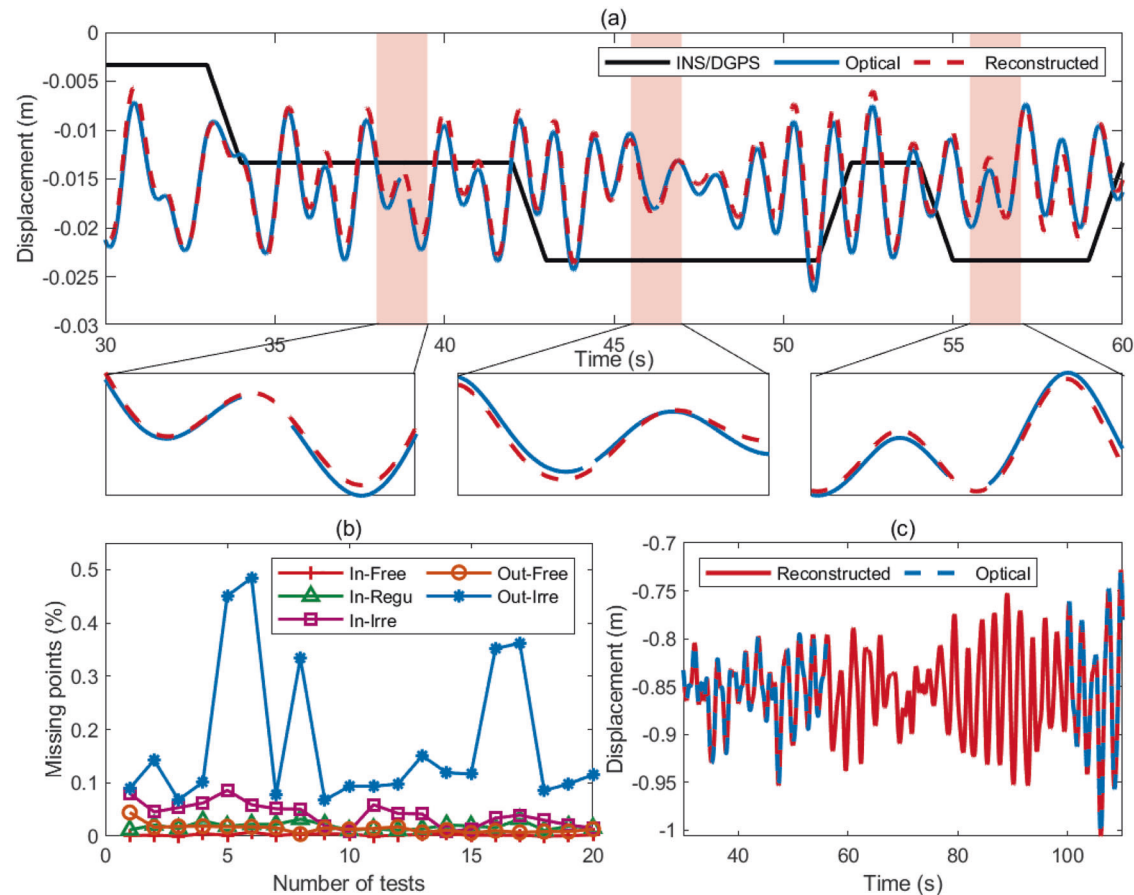 (a)
0
-0.005
-0.01
-0.015
-0.02
-0.025
-0.03
Displacement (m)
INS/DGPS Optical Reconstructed
30 35 40 45 50 55 60
Time (s)
(b)
0.5
0.4
0.3
0.2
0.1
0
Missing points (%)
In-Free Out-Free
In-Regu Out-Irre
In-Irre
0 5 10 15 20
Number of tests
(c)
-0.7
-0.8
-0.85
-0.9
-0.95
-1
Displacement (m)
Reconstructed Optical
40 60 80 100
Time (s)